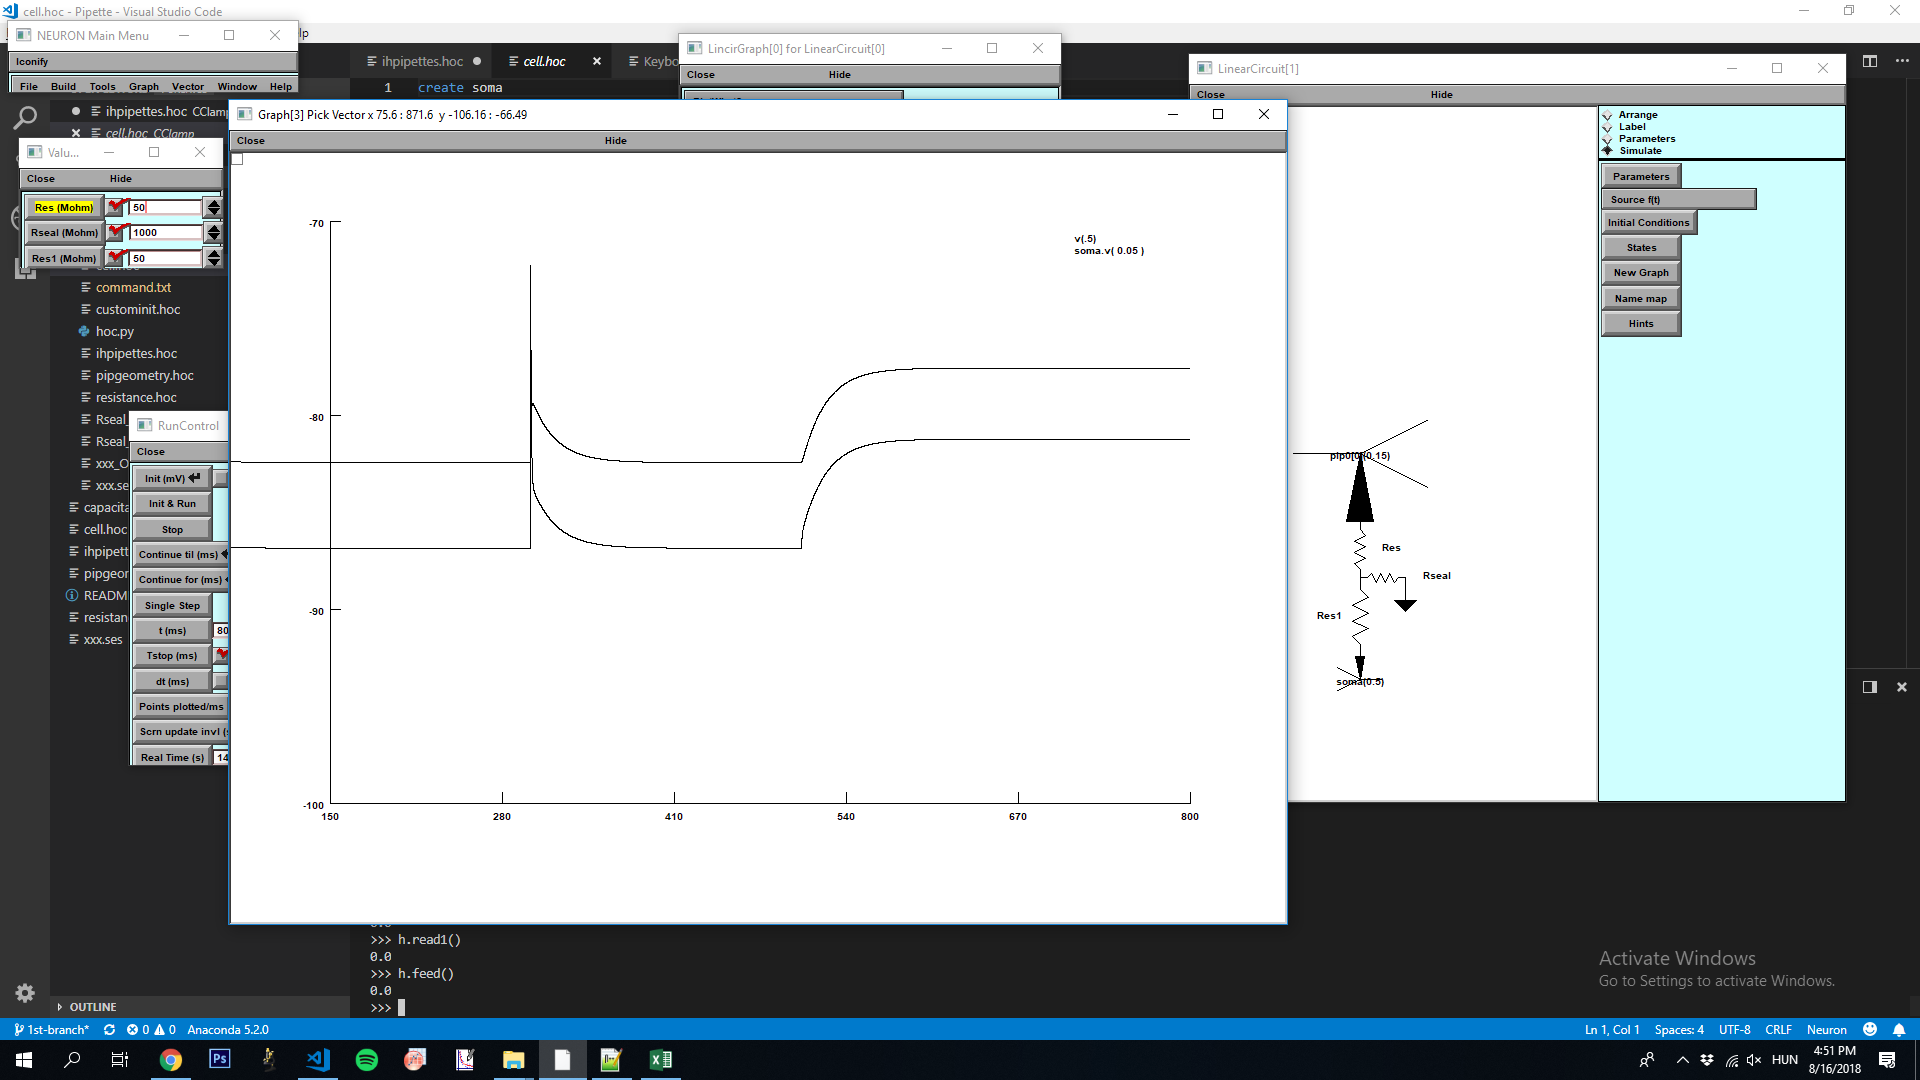 cell.hoc - Pipette - Visual Studio Code
NEURON Main Menu
lp
Iconify
File Build Tools Graph Vector Window Help
ihpipettes.hoc
cell.hoc
Keybo
create soma
1
LincirGraph[0] for LinearCircuit[0]
Close Hide
LinearCircuit[1]
Close Hide
ihpipettes.hoc CClamp
cell.hoc CClamp
Valu...
Close Hide
Res (Mohm) 50
Rseal (Mohm) 1000
Res1 (Mohm) 50
command.txt
custominit.hoc
hoc.py
ihpipettes.hoc
pipgeometry.hoc
resistance.hoc
Rseal_
Rseal_
xxx_O
xxx.se
capacita
cell.hoc
ihpipett
pipgeor
READM
resistan
xxx.ses
RunControl
Close
Init (mV)
Init & Run
Stop
Continue til (ms)
Continue for (ms)
Single Step
t (ms) 80
Tstop (ms)
dt (ms)
Points plotted/ms
Scrn update invl (s
Real Time (s) 14
Graph[3] Pick Vector x 75.6 : 871.6 y -106.16 : -66.49
Close Hide
-70
-80
-90
-100
150 280 410 540 670 800
v(.5)
soma.v( 0.05 )
Arrange
Label
Parameters
Simulate
Parameters
Source f(t)
Initial Conditions
States
New Graph
Name map
Hints
pip0[0](0.15)
Res
Rseal
Res1
soma(0.5)
>>> h.read1()
0.0
>>> h.feed()
0.0
>>>
Activate Windows
Go to Settings to activate Windows.
OUTLINE
1st-branch* 0 0 Anaconda 5.2.0
Ln 1, Col 1 Spaces: 4 UTF-8 CRLF Neuron
Ps
HUN
4:51 PM
8/16/2018